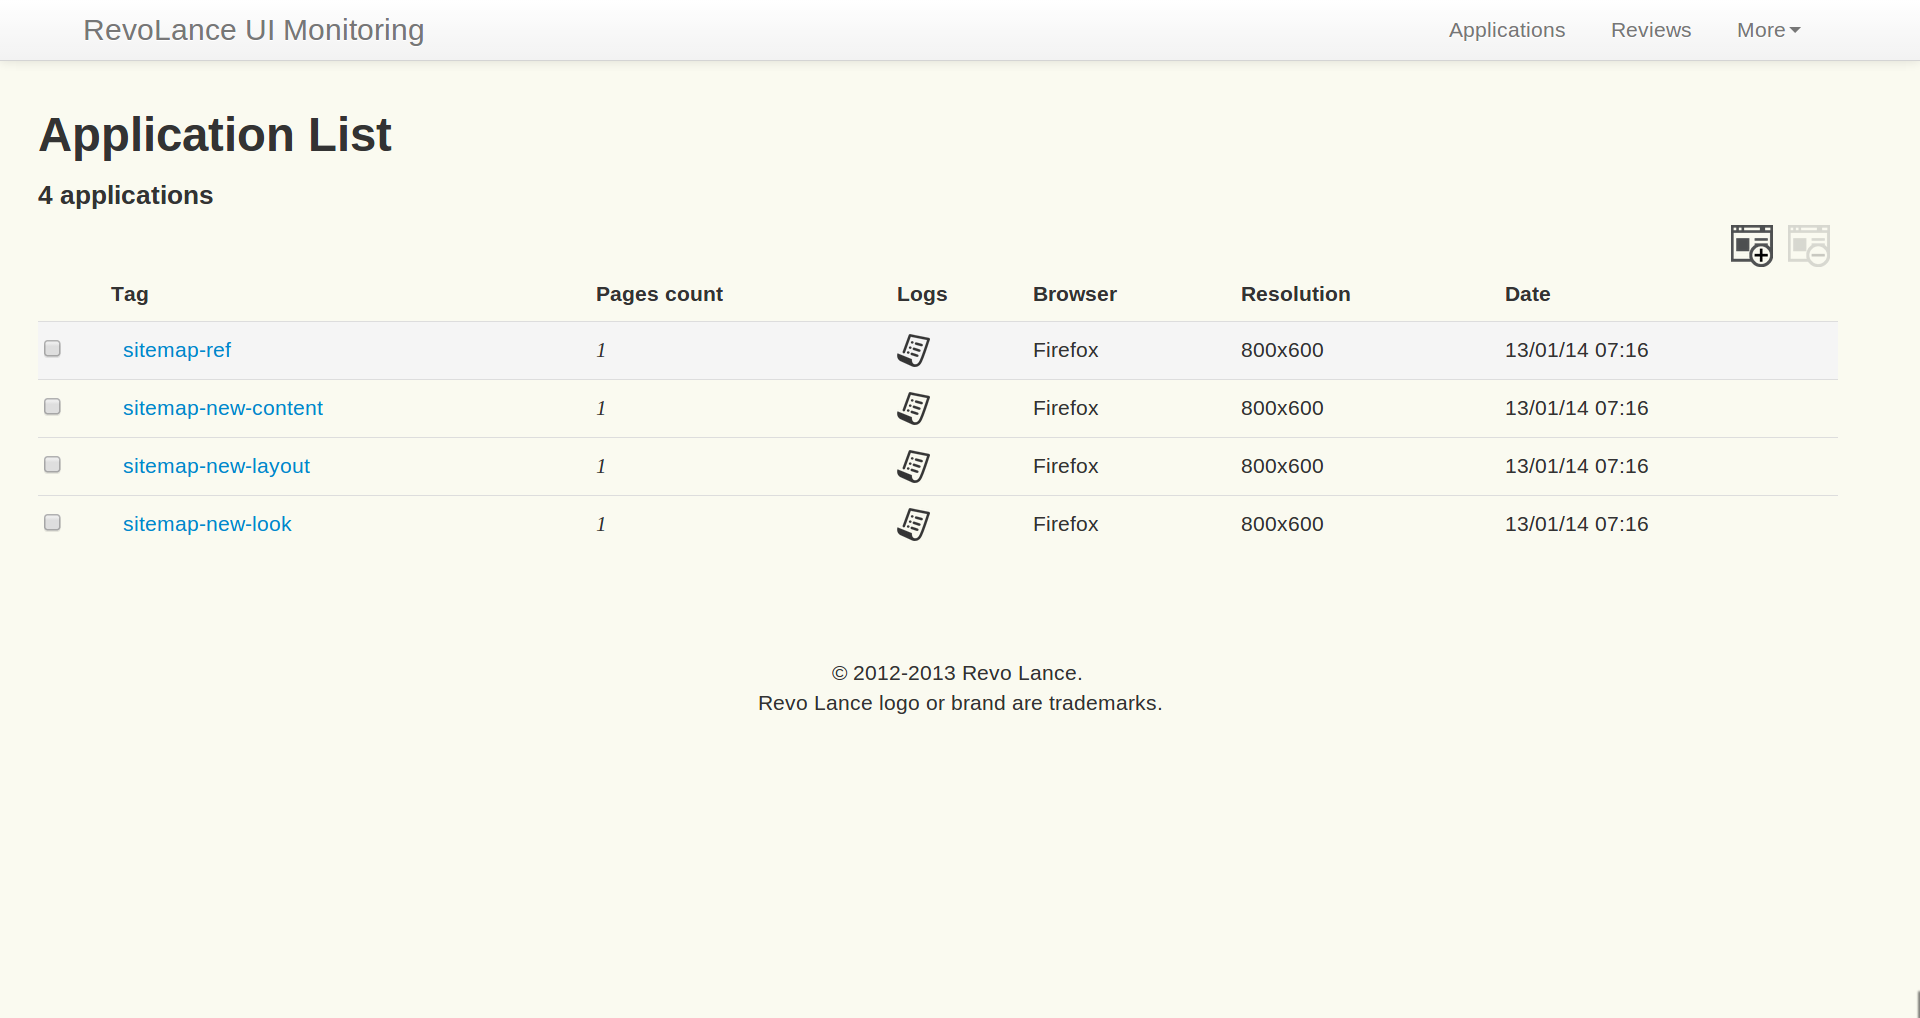 RevoLance UI Monitoring Applications Reviews More
Application List
4 applications
Tag Pages count Logs Browser Resolution Date
sitemap-ref 1 Firefox 800x600 13/01/14 07:16
sitemap-new-content 1 Firefox 800x600 13/01/14 07:16
sitemap-new-layout 1 Firefox 800x600 13/01/14 07:16
sitemap-new-look 1 Firefox 800x600 13/01/14 07:16
© 2012-2013 Revo Lance.
Revo Lance logo or brand are trademarks.